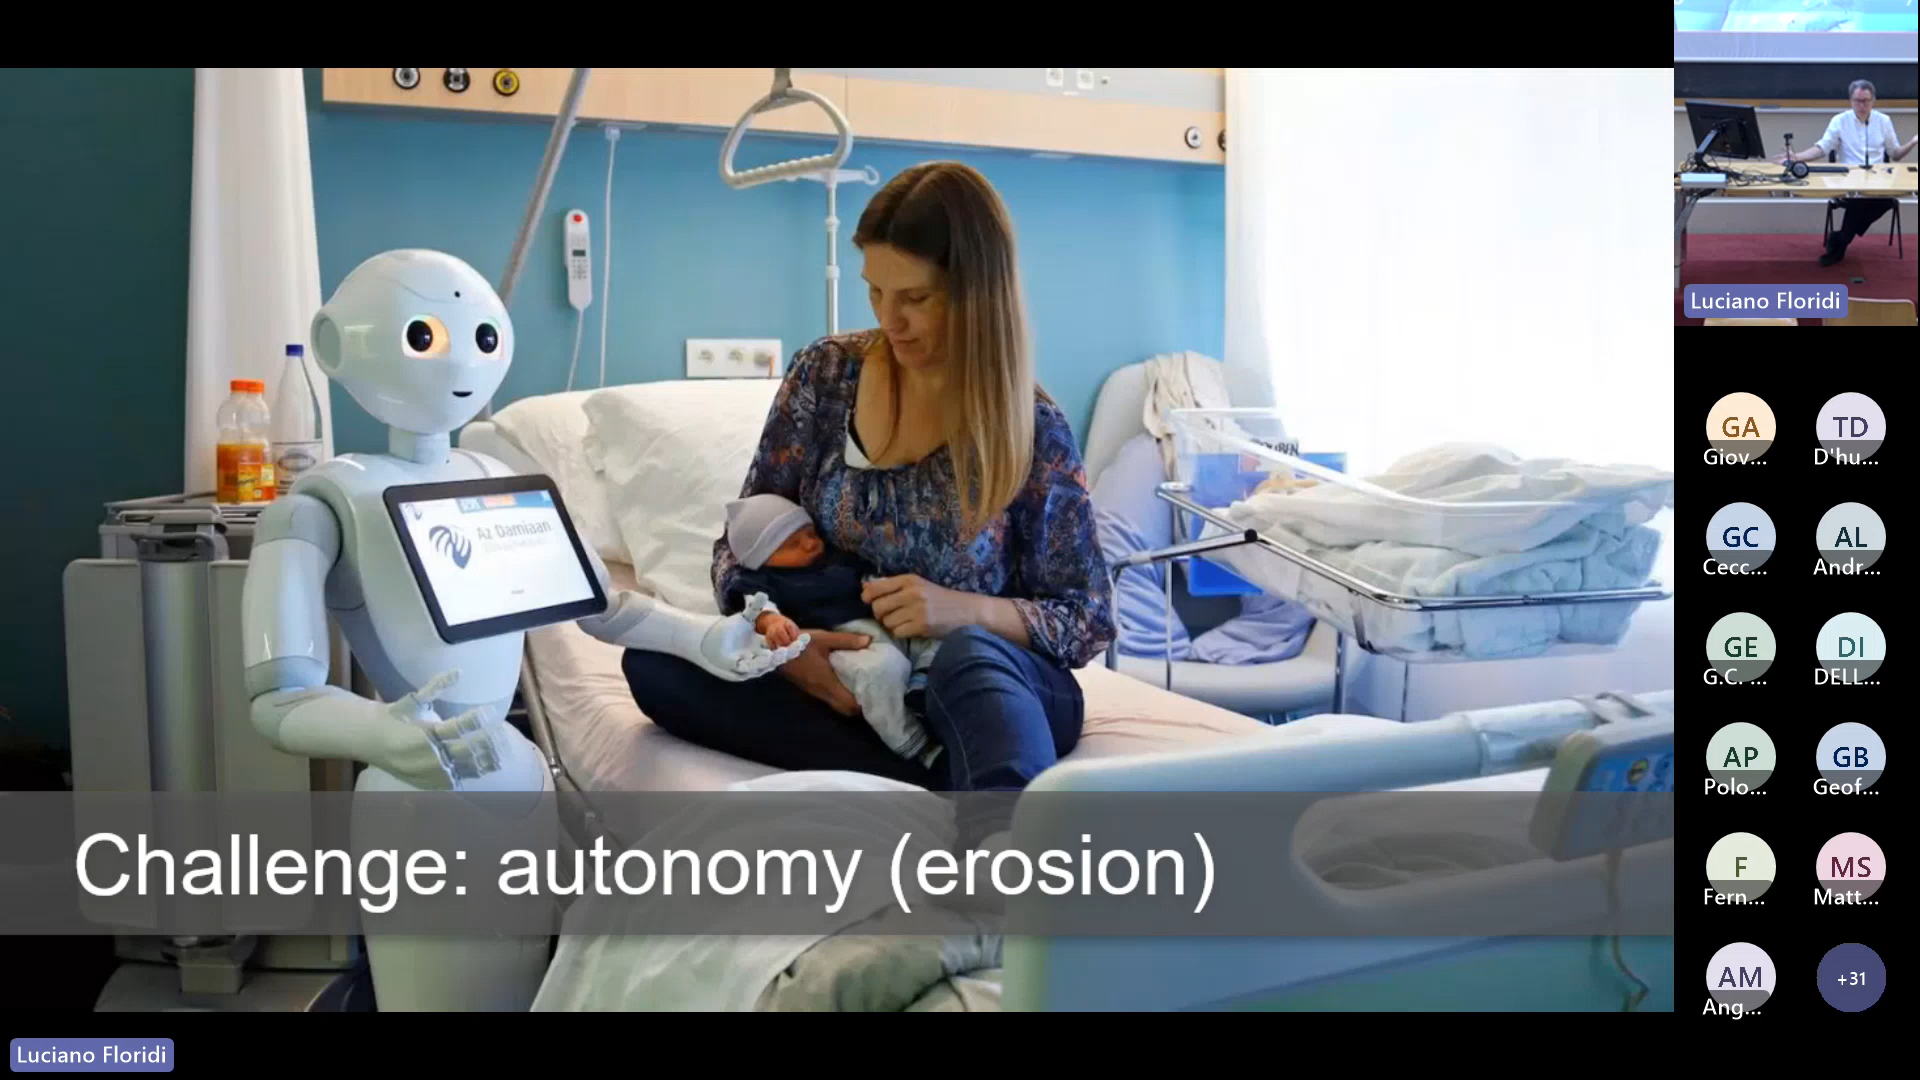 Az Damiaan
Challenge: autonomy (erosion)
Luciano Floridi
Luciano Floridi
GA
Giov...
TD
D'hu...
GC
Cecc...
AL
Andr...
GE
G.C. ...
DI
DELL...
AP
Polo...
GB
Geof...
F
Fern...
MS
Matt...
AM
Ang...
+31